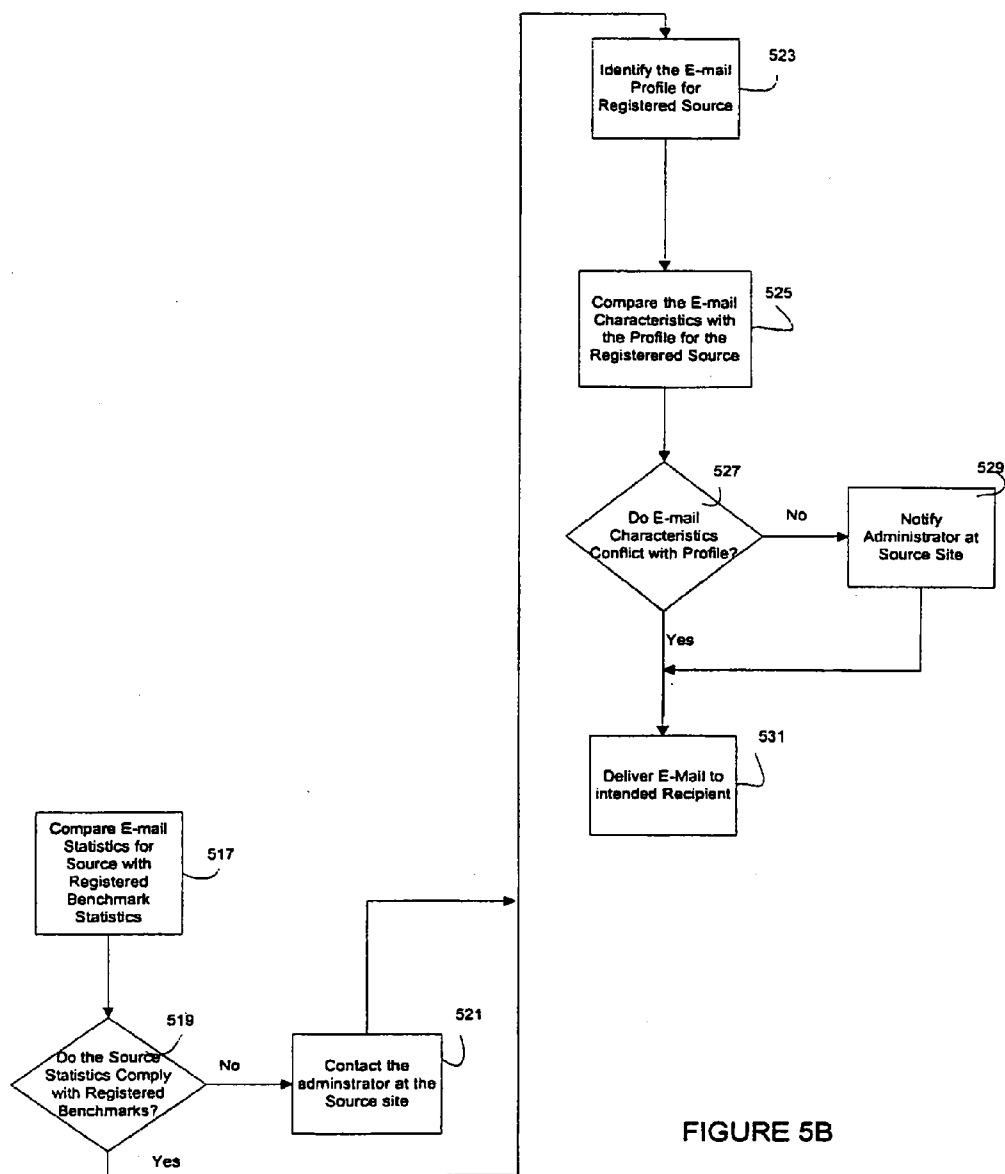 Compare E-mail
Statistics for
Source with
Registered
Benchmark
Statistics
517
Do the Source
Statistics Comply
with Registered
Benchmarks?
519
No
Yes
Contact the
adminstrator at the
Source site
521
Identify the E-mail
Profile for
Registered Source
523
Compare the E-mail
Characteristics with
the Profile for the
Registerered Source
525
Do E-mail
Characteristics
Conflict with Profile?
527
No
Yes
Notify
Administrator at
Source Site
529
Deliver E-Mail to
intended Recipient
531
FIGURE 5B